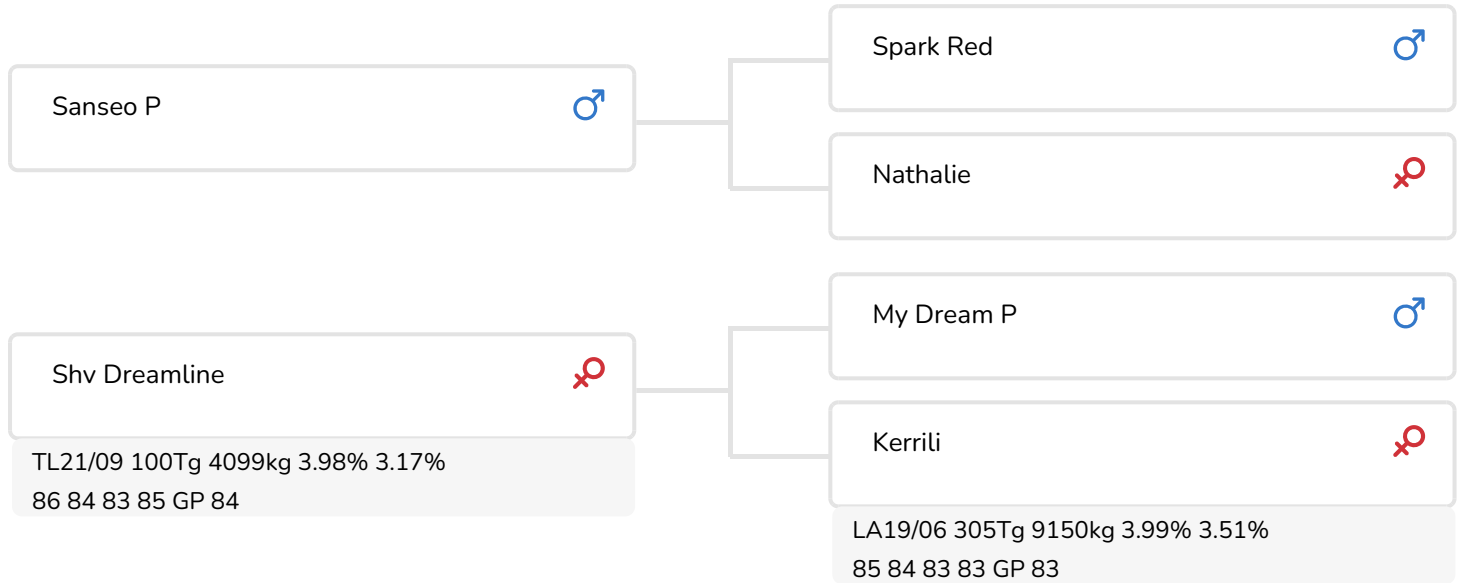 Spark Red
Sanseo P
Nathalie
My Dream P
Shv Dreamline
Kerrili
TL21/09 100Tg 4099kg 3.98% 3.17%
86 84 83 85 GP 84
LA19/06 305Tg 9150kg 3.99% 3.51%
85 84 83 83 GP 83